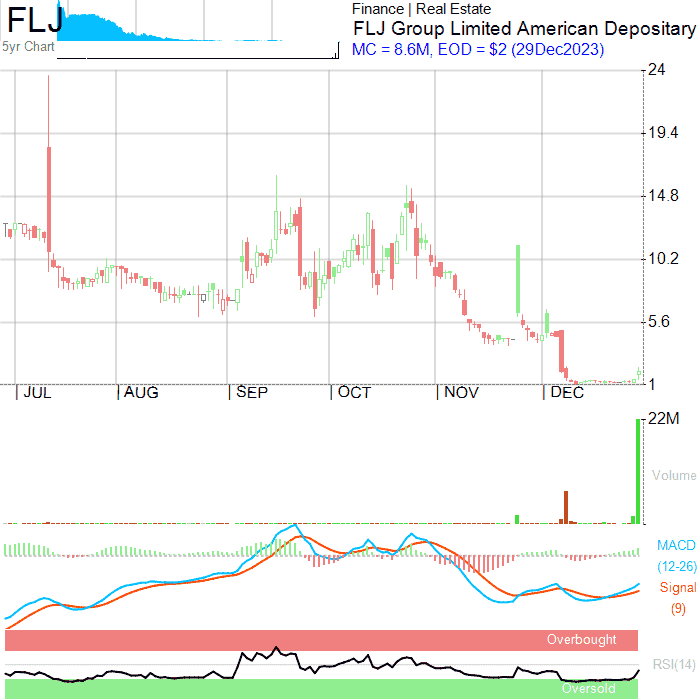 FLJ
5yr Chart
Finance | Real Estate
FLJ Group Limited American Depositary
MC = 8.6M, EOD = $2 (29Dec2023)
24
19.4
14.8
10.2
5.6
1
JUL AUG SEP OCT NOV DEC
22M
Volume
MACD
(12-26)
Signal
(9)
Overbought
RSI(14)
Oversold